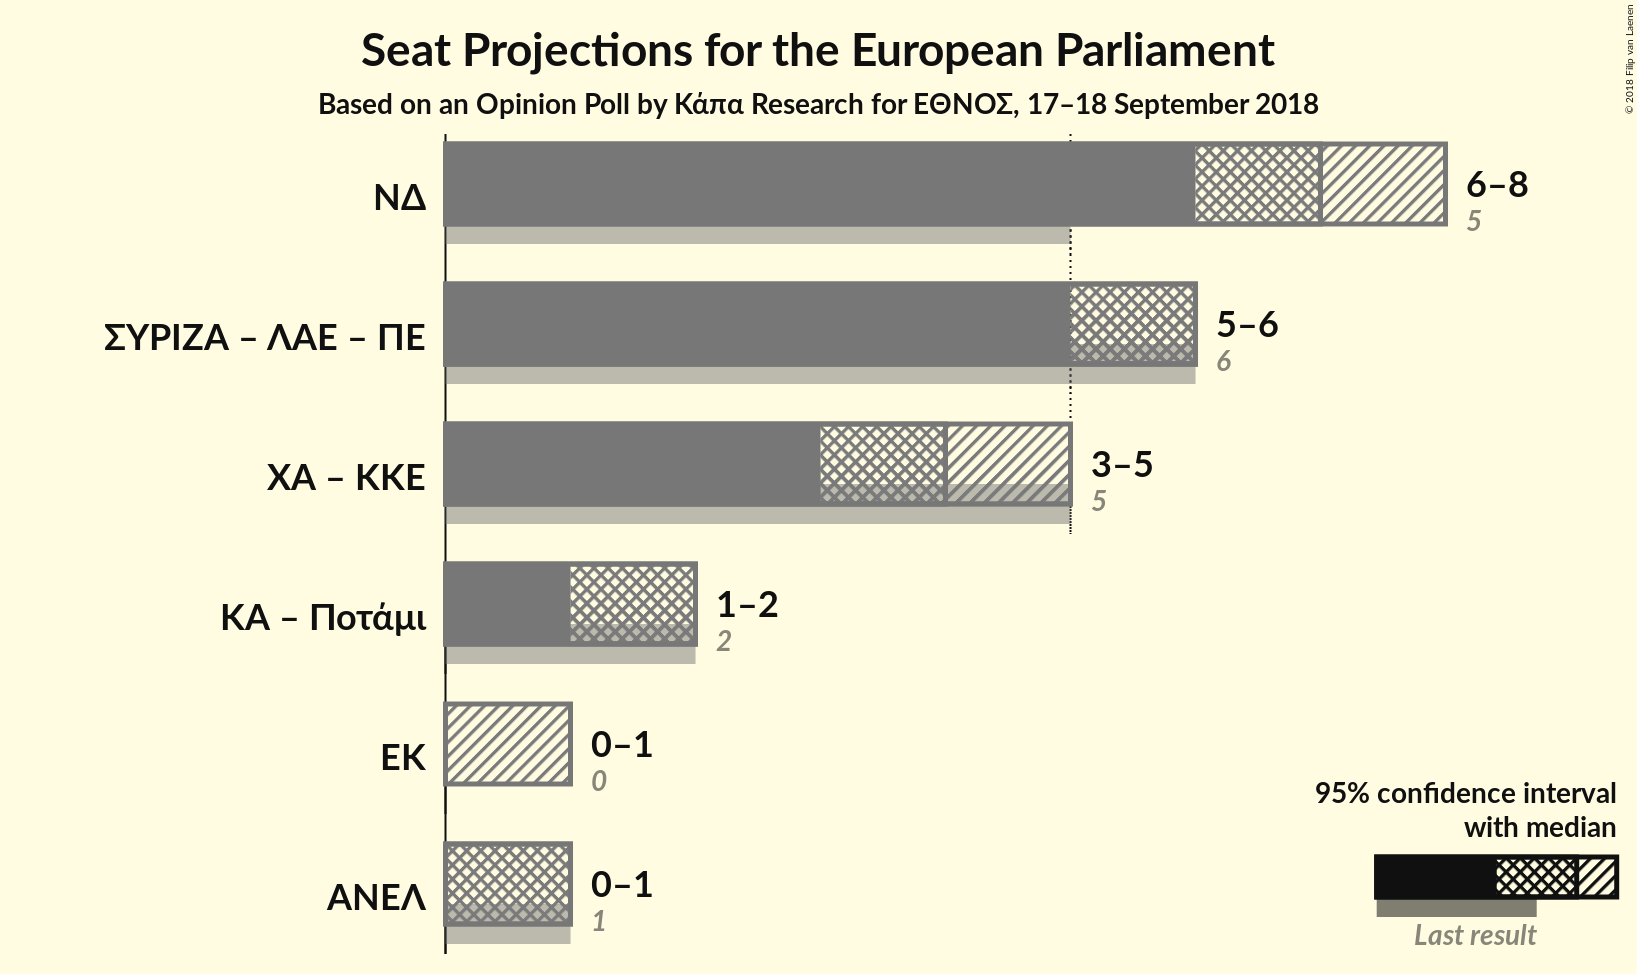 Seat Projections for the European Parliament
Based on an Opinion Poll by Κάπα Research for ΕΘΝΟΣ, 17–18 September 2018
© 2018 Filip van Laenen
ΝΔ
6–8
5
ΣΥΡΙΖΑ – ΛΑΕ – ΠΕ
5–6
6
ΧΑ – ΚΚΕ
3–5
5
ΚΑ – Ποτάμι
1–2
2
ΕΚ
0–1
0
ΑΝΕΛ
0–1
1
95% confidence interval
with median
Last result